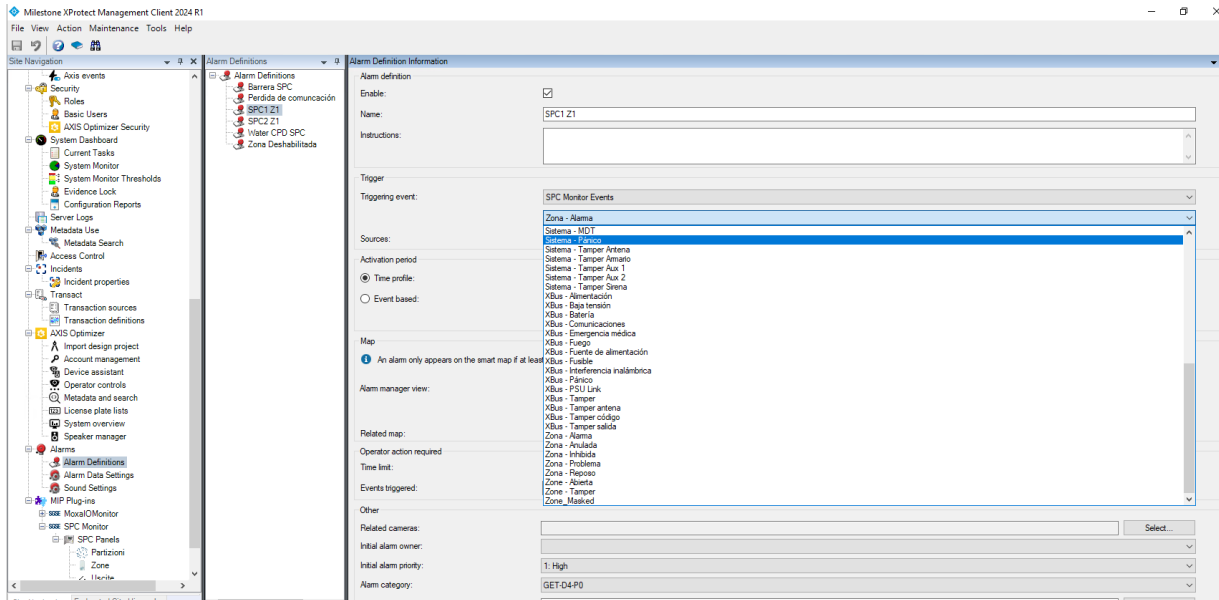 Milestone XProtect Management Client 2024 R1
File View Action Maintenance Tools Help
Site Navigation
Axis events
Security
Roles
Basic Users
AXIS Optimizer Security
System Dashboard
Current Tasks
System Monitor
System Monitor Thresholds
Evidence Lock
Configuration Reports
Server Logs
Metadata Use
Metadata Search
Access Control
Incidents
Incident properties
Transact
Transaction sources
Transaction definitions
AXIS Optimizer
Import design project
Account management
Device assistant
Operator controls
Metadata and search
License plate lists
System overview
Speaker manager
Alarms
Alarm Definitions
Alarm Data Settings
Sound Settings
MIP Plug-ins
MoxaIOMonitor
SPC Monitor
SPC Panels
Partizioni
Zone
Uscite
Alarm Definitions
Alarm Definitions
Barrera SPC
Perdida de comuncación
SPC1 Z1
SPC2 Z1
Water CPD SPC
Zona Deshabilitada
Alarm Definition Information
Alarm definition
Enable:
Name: SPC1 Z1
Instructions:
Trigger
Triggering event: SPC Monitor Events
Zona - Alarma
Sources:
Sistema - MDT
Sistema - Pánico
Sistema - Tamper Antena
Sistema - Tamper Armario
Sistema - Tamper Aux 1
Sistema - Tamper Aux 2
Sistema - Tamper Sirena
XBus - Alimentación
XBus - Baja tensión
XBus - Batería
XBus - Comunicaciones
XBus - Emergencia médica
XBus - Fuego
XBus - Fuente de alimentación
XBus - Fusible
XBus - Interferencia inalámbrica
XBus - Pánico
XBus - PSU Link
XBus - Tamper
XBus - Tamper antena
XBus - Tamper código
XBus - Tamper salida
Zona - Alarma
Zona - Anulada
Zona - Inhibida
Zona - Problema
Zona - Reposo
Zone - Abierta
Zone - Tamper
Zone_Masked
Activation period
Time profile:
Event based:
Map
An alarm only appears on the smart map if at least
Alarm manager view:
Related map:
Operator action required
Time limit:
Events triggered:
Other
Related cameras: Select...
Initial alarm owner:
Initial alarm priority: 1: High
Alarm category: GET-D4-P0